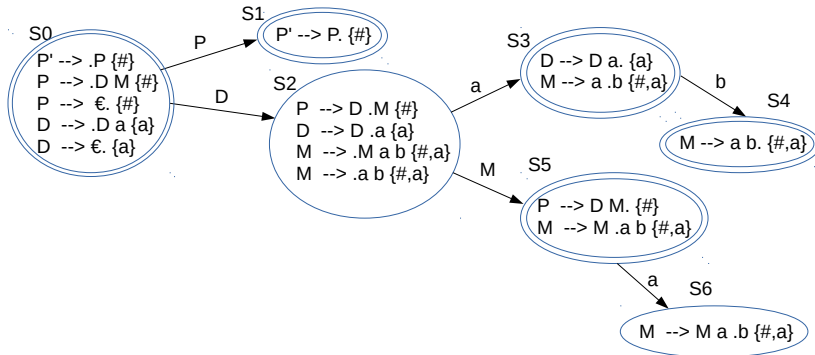 S0
P' --> .P {#}
P --> .D M {#}
P --> €. {#}
D --> .D a {a}
D --> €. {a}
P
D
S1
P' --> P. {#}
S2
P --> D .M {#}
D --> D .a {a}
M --> .M a b {#,a}
M --> .a b {#,a}
a
M
S3
D --> D a. {a}
M --> a .b {#,a}
b
S4
M --> a b. {#,a}
S5
P --> D M. {#}
M --> M .a b {#,a}
a
S6
M --> M a .b {#,a}